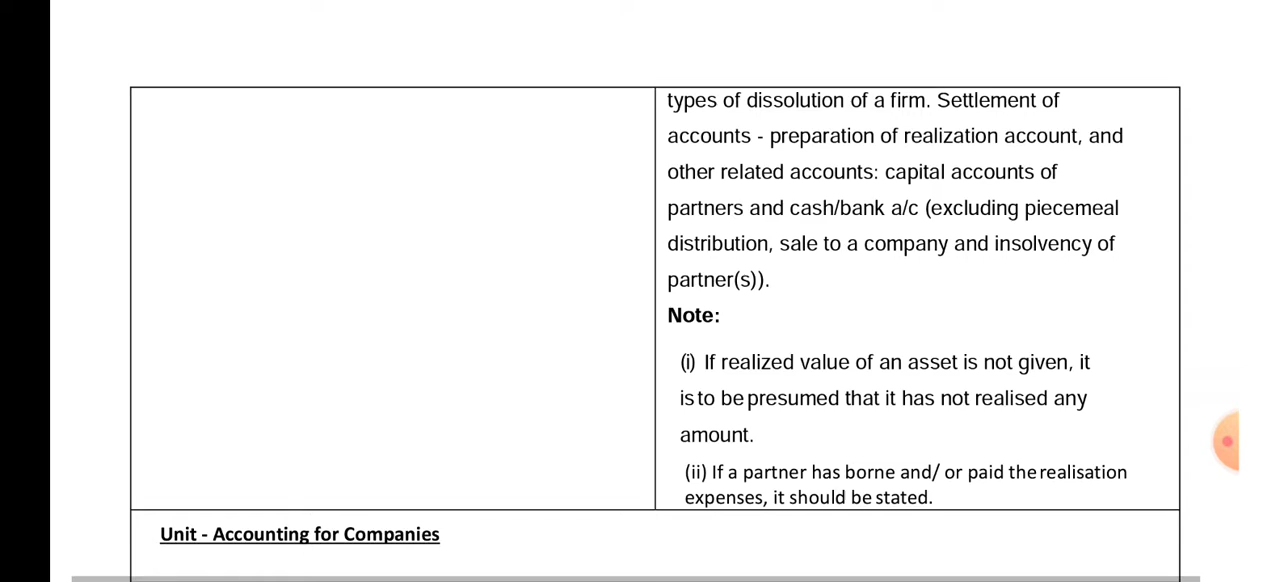 types of dissolution of a firm. Settlement of
accounts - preparation of realization account, and
other related accounts: capital accounts of
partners and cash/bank a/c (excluding piecemeal
distribution, sale to a company and insolvency of
partner(s)).
Note:
(i) If realized value of an asset is not given, it
is to be presumed that it has not realised any
amount.
(ii) If a partner has borne and/ or paid the realisation
expenses, it should be stated.
Unit - Accounting for Companies